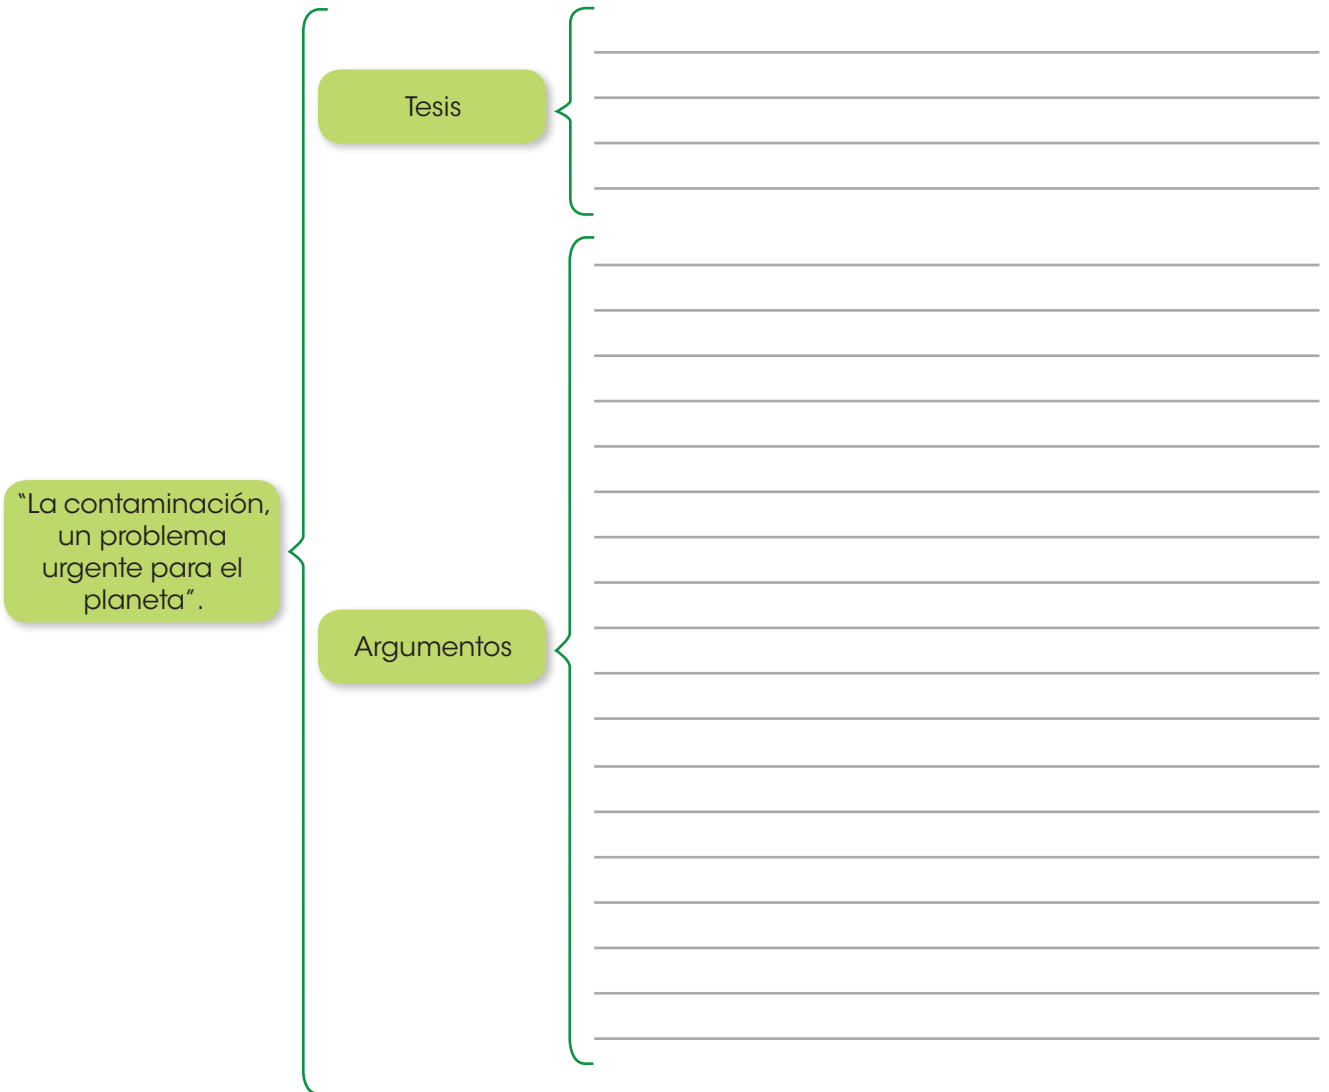 Tesis
“La contaminación,
un problema
urgente para el
planeta”.
Argumentos